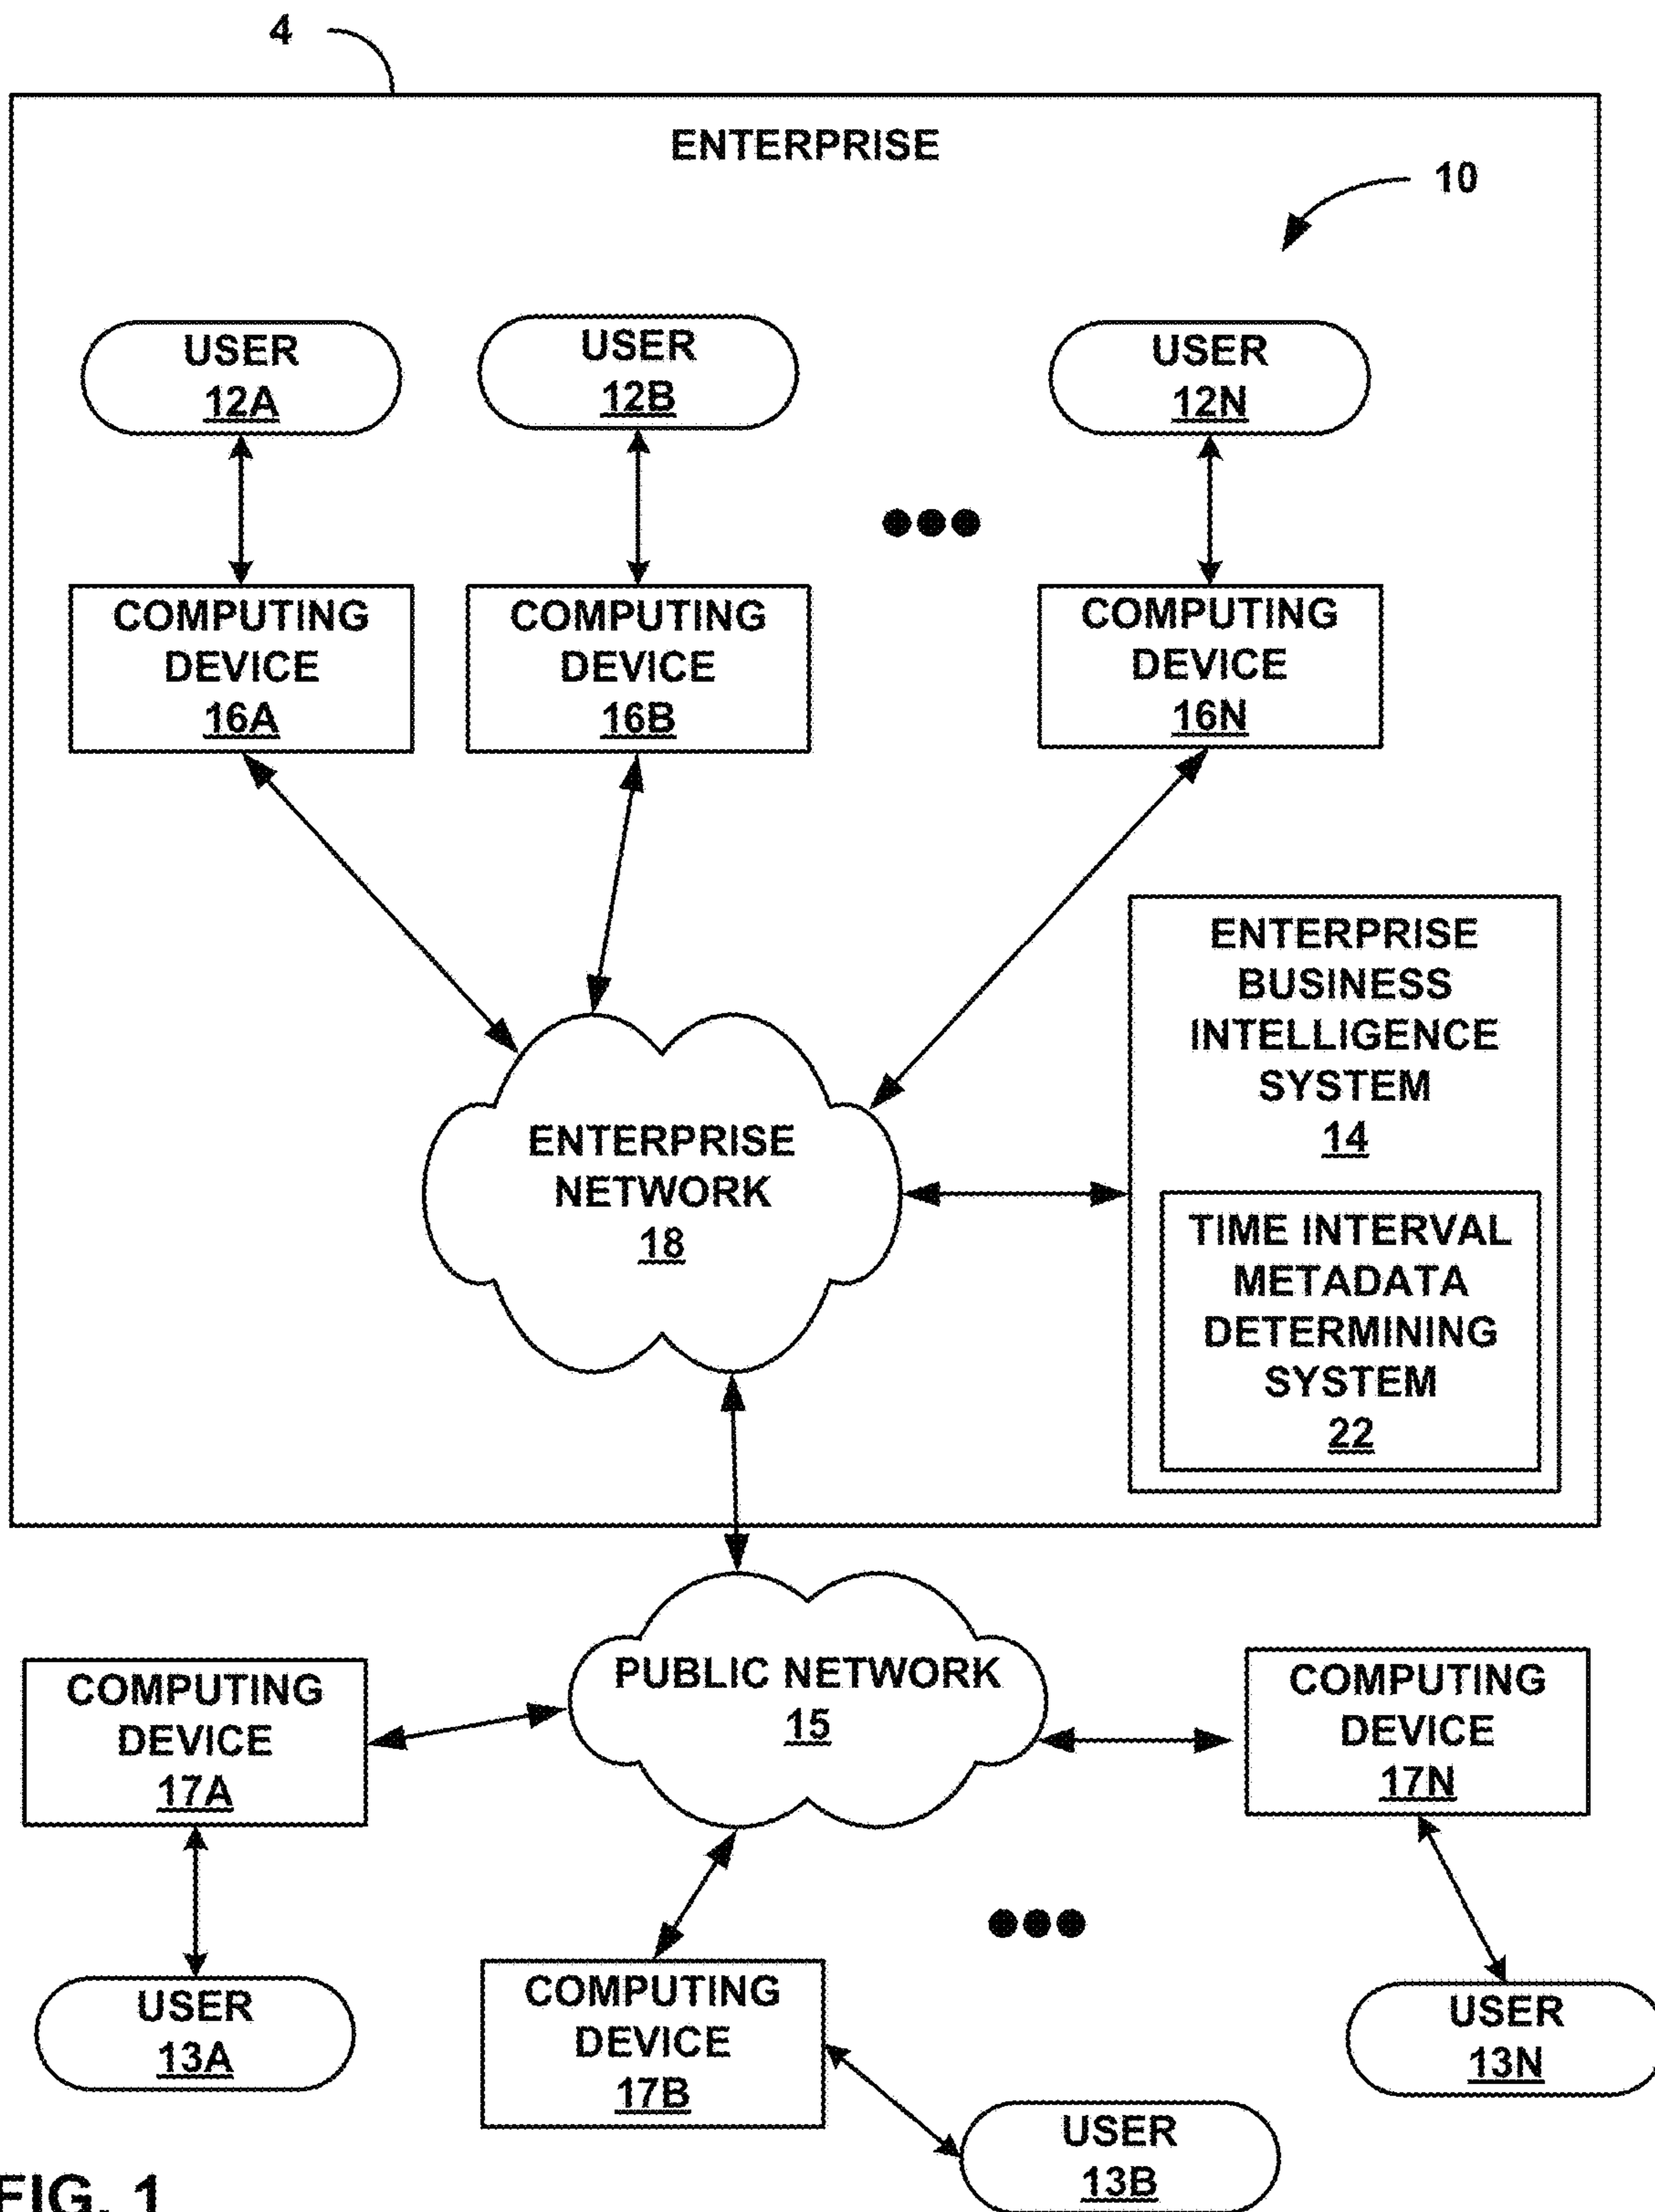 4
ENTERPRISE
10
USER
12A
USER
12B
USER
12N
COMPUTING
DEVICE
16A
COMPUTING
DEVICE
16B
COMPUTING
DEVICE
16N
ENTERPRISE
BUSINESS
INTELLIGENCE
SYSTEM
14
ENTERPRISE
NETWORK
18
TIME INTERVAL
METADATA
DETERMINING
SYSTEM
22
PUBLIC NETWORK
15
COMPUTING
DEVICE
17A
COMPUTING
DEVICE
17N
USER
13A
COMPUTING
DEVICE
17B
USER
13N
USER
13B
FIG. 1